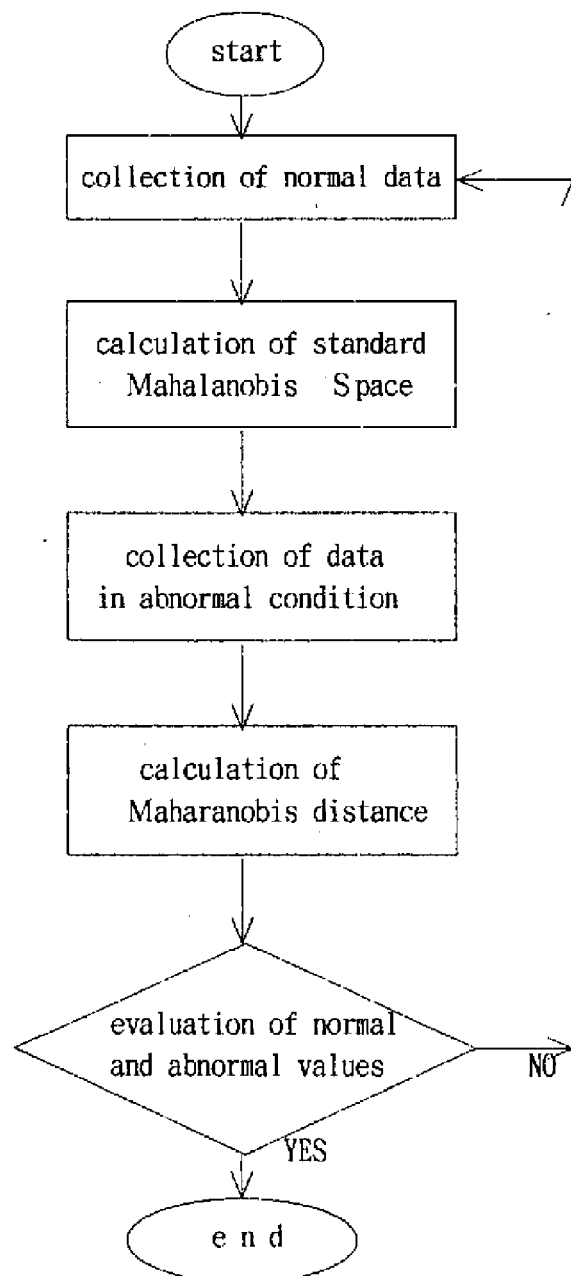 start
collection of normal data
calculation of standard
Mahalanobis Space
collection of data
in abnormal condition
calculation of
Maharanobis distance
evaluation of normal
and abnormal values
NO
YES
end